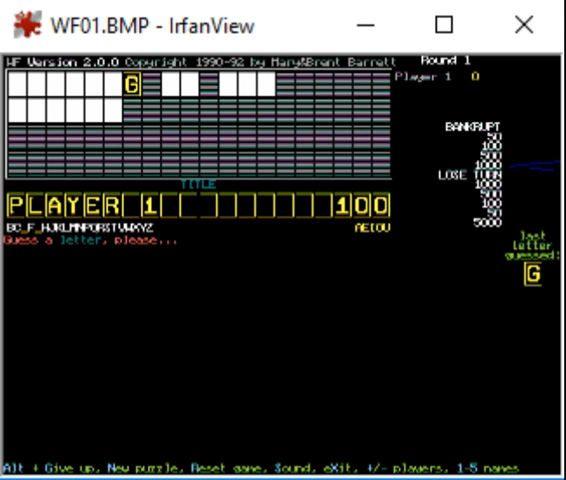 WF01.BMP - IrfanView
WF Version 2.0.0 Copyright 1990-92 by Mary&Brent Barrett
Round 1
Player 1 0
G
BANKRUPT
50
100
500
1000
LOSE TURN
1000
500
100
50
5000
TITLE
PLAYER 1 100
BC_F_HJKLMNPQRSTVWXYZ AEIOU
Guess a letter, please...
last
letter
guessed:
G
Alt + Give up, New puzzle, Reset game, Sound, eXit, +/- players, 1-5 names